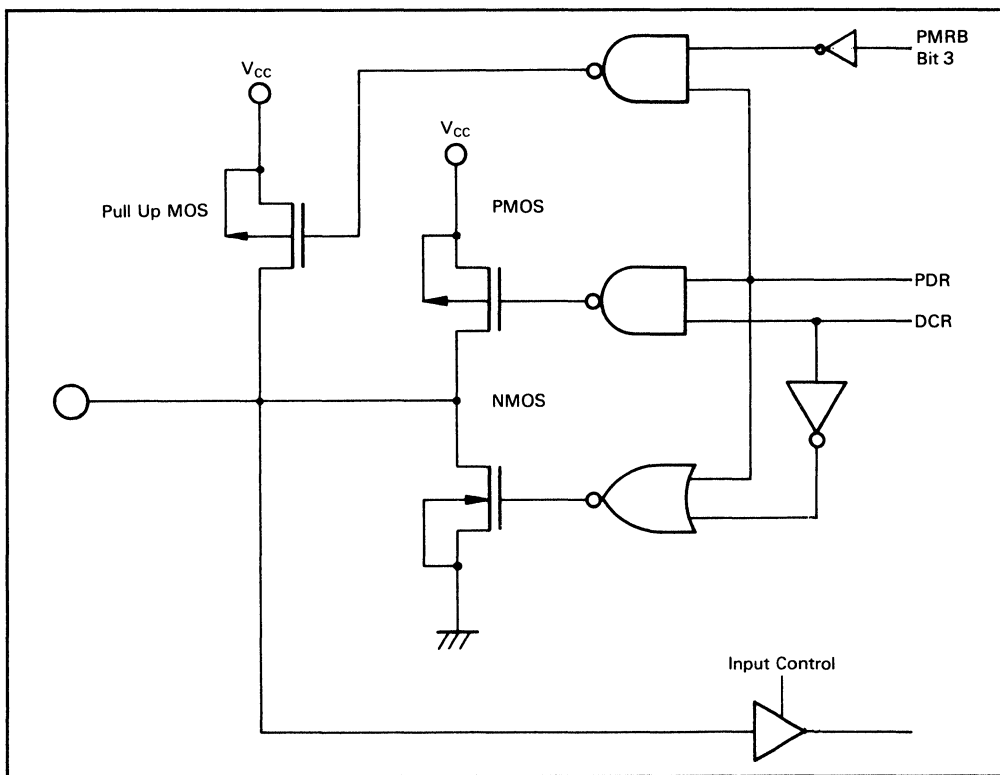 PMRB
Bit 3
VCC
VCC
Pull Up MOS
PMOS
PDR
DCR
NMOS
Input Control